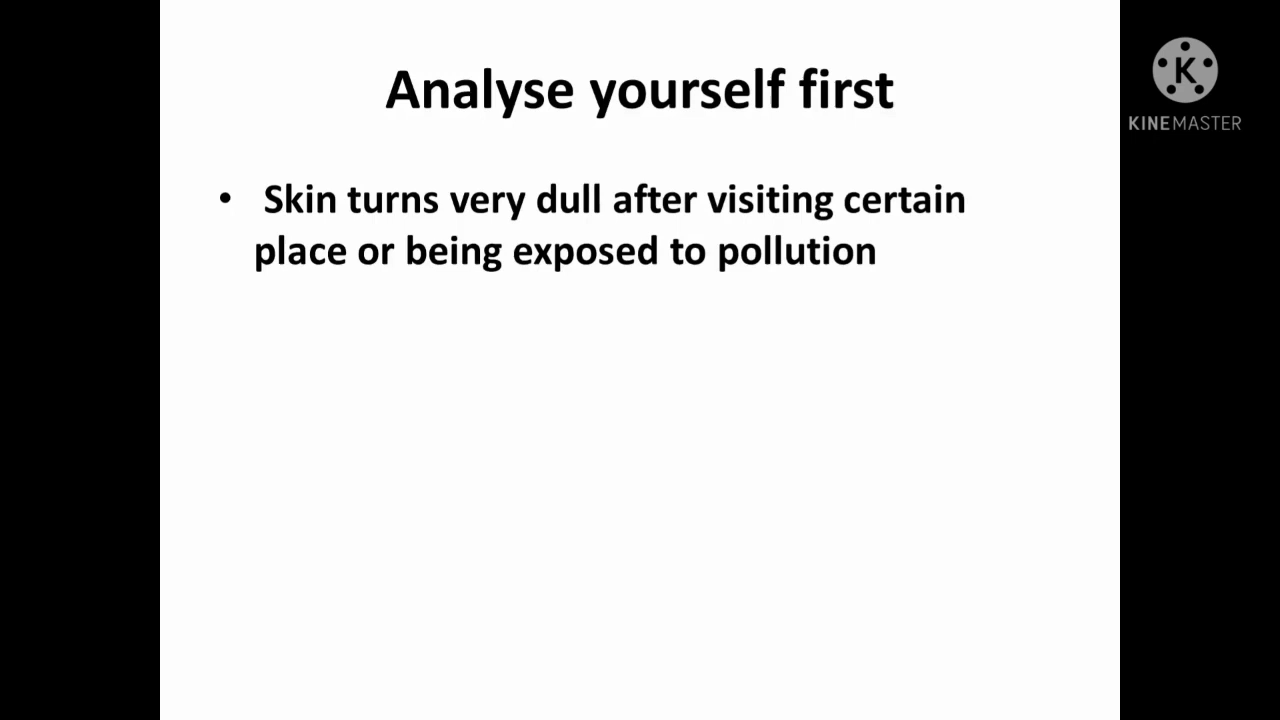 Analyse yourself first
K
KINEMASTER
• Skin turns very dull after visiting certain
place or being exposed to pollution